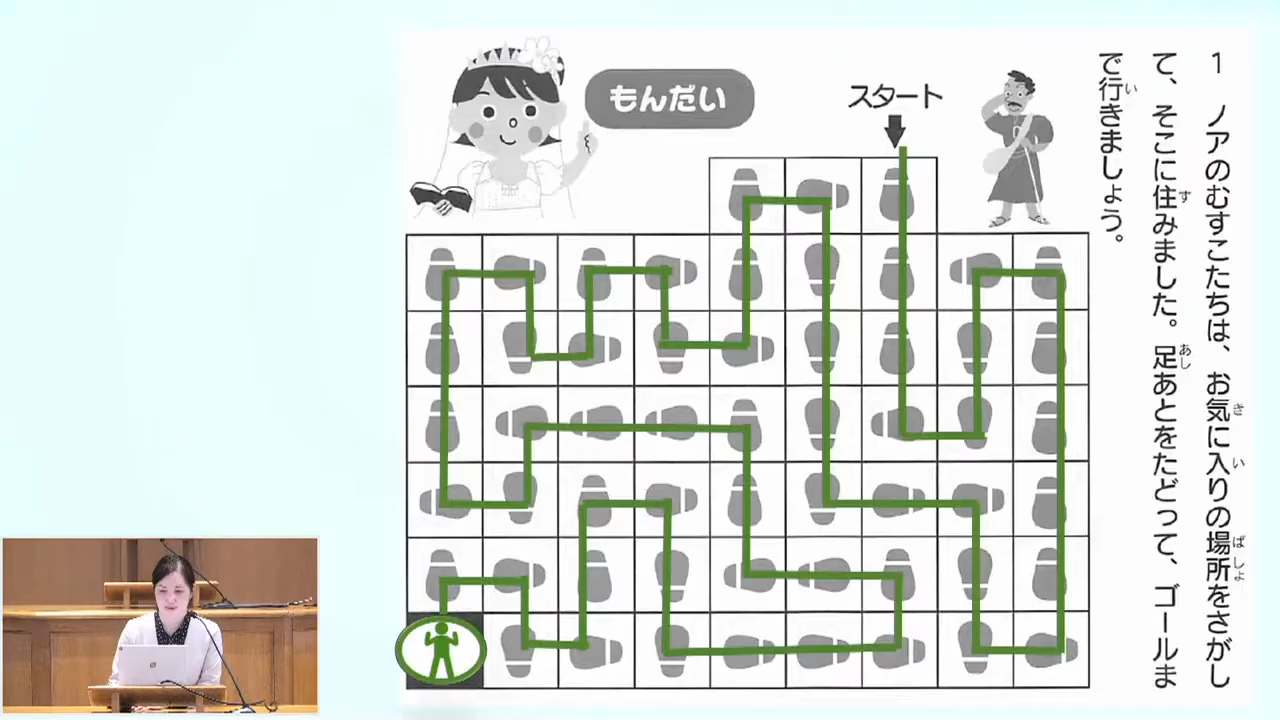 もんだい
スタート
1 ノアのむすこたちは、お気に入りの場所をさがし
て、そこに住みました。足あとをたどって、ゴールま
で行きましょう。